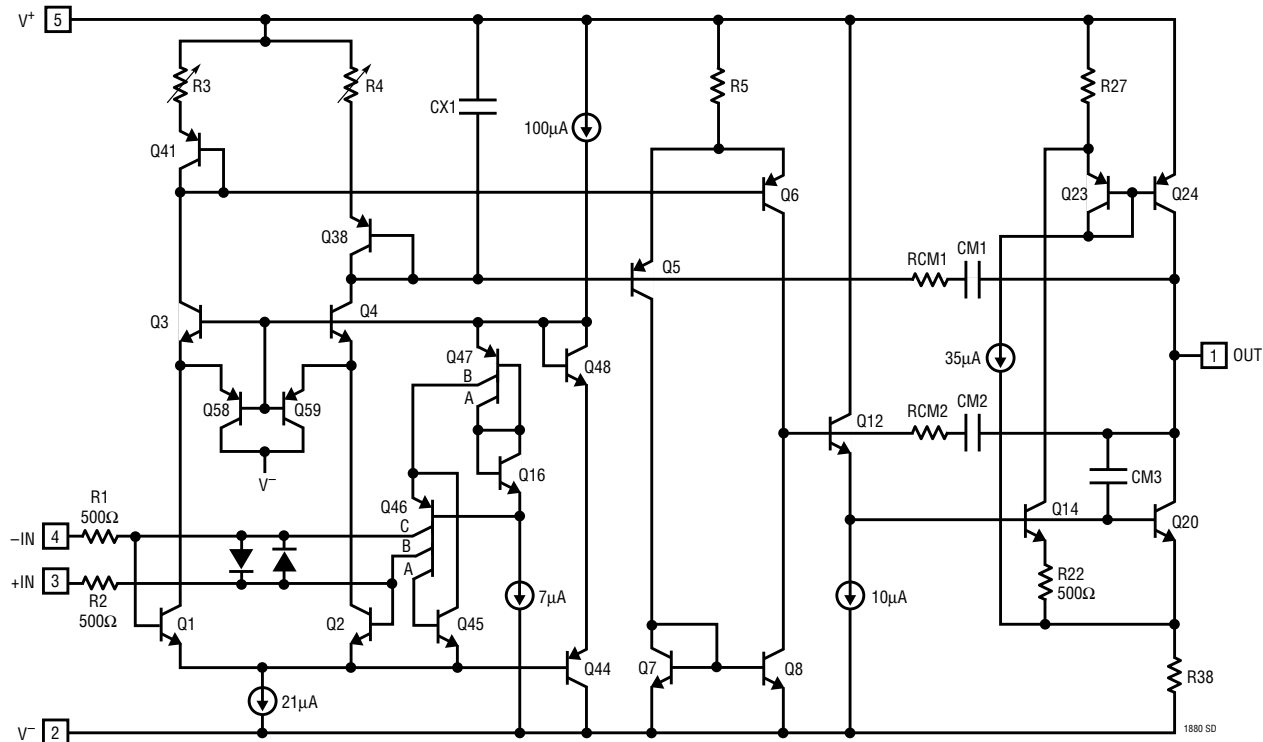 V+ 5
R3
R4
R5
R27
CX1
100µA
Q41
Q6
Q23
Q24
Q38
Q5
RCM1
CM1
Q3
Q4
Q47
B
A
Q48
35µA
1 OUT
Q58
Q59
Q12
RCM2
CM2
V−
Q16
CM3
R1
500Ω
Q46
C
B
A
Q14
Q20
−IN 4
+IN 3
R2
500Ω
7µA
10µA
R22
500Ω
Q1
Q2
Q45
Q44
Q7
Q8
R38
21µA
V− 2
1880 SD